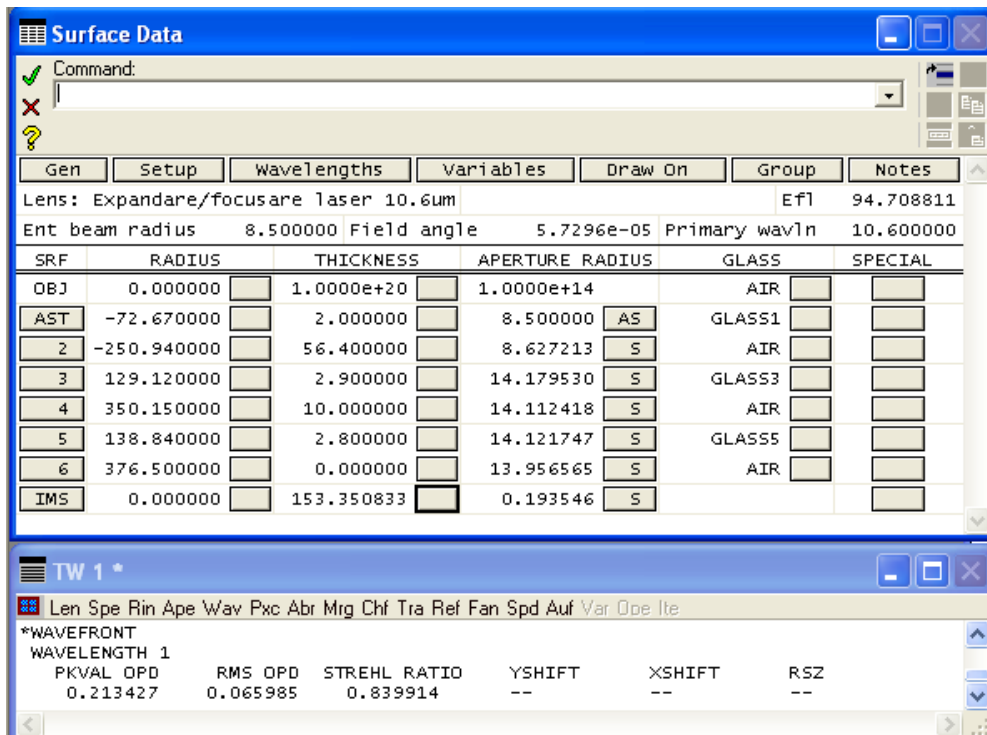 Surface Data
Command:
Gen Setup Wavelengths Variables Draw On Group Notes
Lens: Expandare/focusare laser 10.6um Efl 94.708811
Ent beam radius 8.500000 Field angle 5.7296e-05 Primary wavln 10.600000
SRF RADIUS THICKNESS APERTURE RADIUS GLASS SPECIAL
OBJ 0.000000 1.0000e+20 1.0000e+14 AIR
AST -72.670000 2.000000 8.500000 AS GLASS1
2 -250.940000 56.400000 8.627213 S AIR
3 129.120000 2.900000 14.179530 S GLASS3
4 350.150000 10.000000 14.112418 S AIR
5 138.840000 2.800000 14.121747 S GLASS5
6 376.500000 0.000000 13.956565 S AIR
IMS 0.000000 153.350833 0.193546 S
TW 1 *
Len Spe Rin Ape Wav Pxc Abr Mrg Chf Tra Ref Fan Spd Auf Var Ope Ite
*WAVEFRONT
WAVELENGTH 1
PKVAL OPD RMS OPD STREHL RATIO YSHIFT XSHIFT RSZ
0.213427 0.065985 0.839914 -- -- --